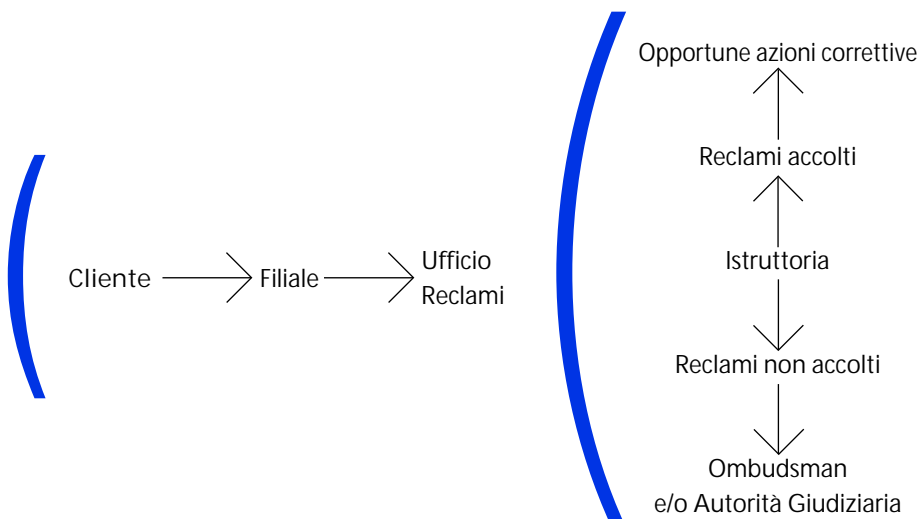 Cliente
Filiale
Ufficio
Reclami
Opportune azioni correttive
Reclami accolti
Istruttoria
Reclami non accolti
Ombudsman
e/o Autorità Giudiziaria